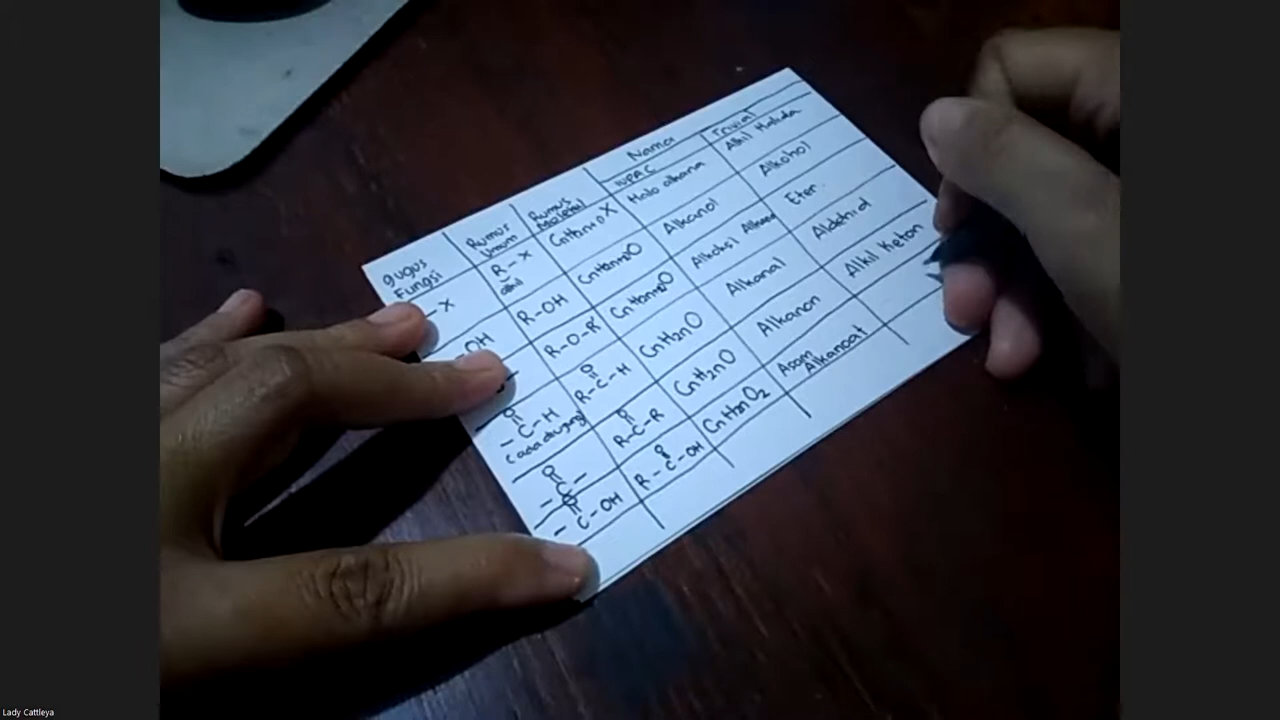 gugus
Fungsi
Rumus
Umum
Rumus
Molekul
Nama
IUPAC
Trivial
- X
R - X
alkil
CnH2n+1 X
Halo alkana
Alkil Halida
OH
R-OH
CnH2n+2O
Alkanol
Alkohol
R-O-R'
CnH2n+2O
Alkoksi Alkana
Eter
O
- C - H
R - C - H
O
CnH2nO
Alkanal
Aldehid
O
- C -
R - C - R
O
CnH2nO
Alkanon
Alkil Keton
- C - OH
R - C - OH
O
CnH2nO2
Asam
Alkanoat
Lady Cattleya